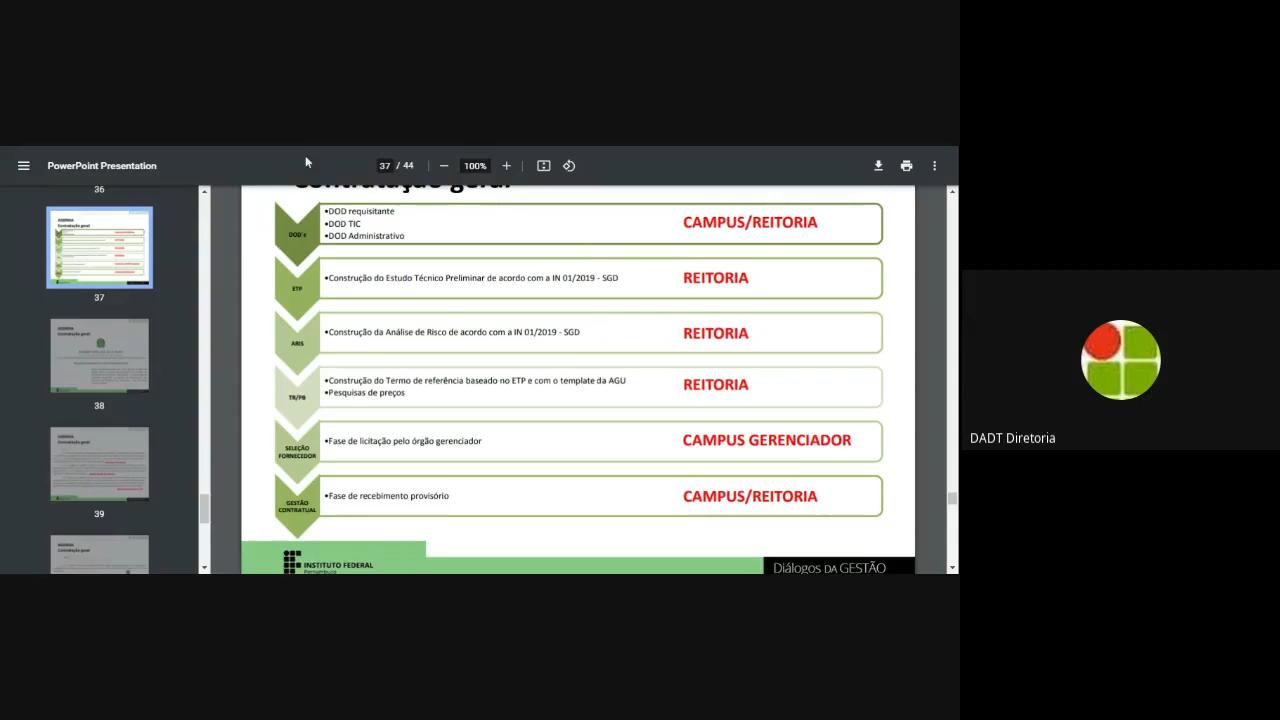 PowerPoint Presentation
37 / 44
100%
36
37
38
39
Contratação geral
DOD´s
•DOD requisitante
•DOD TIC
•DOD Administrativo
CAMPUS/REITORIA
ETP
•Construção do Estudo Técnico Preliminar de acordo com a IN 01/2019 - SGD
REITORIA
ARIS
•Construção da Análise de Risco de acordo com a IN 01/2019 - SGD
REITORIA
TR/PB
•Construção do Termo de referência baseado no ETP e com o template da AGU
•Pesquisas de preços
REITORIA
SELEÇÃO
FORNECEDOR
•Fase de licitação pelo órgão gerenciador
CAMPUS GERENCIADOR
GESTÃO
CONTRATUAL
•Fase de recebimento provisório
CAMPUS/REITORIA
INSTITUTO FEDERAL
Pernambuco
Diálogos DA GESTÃO
DADT Diretoria